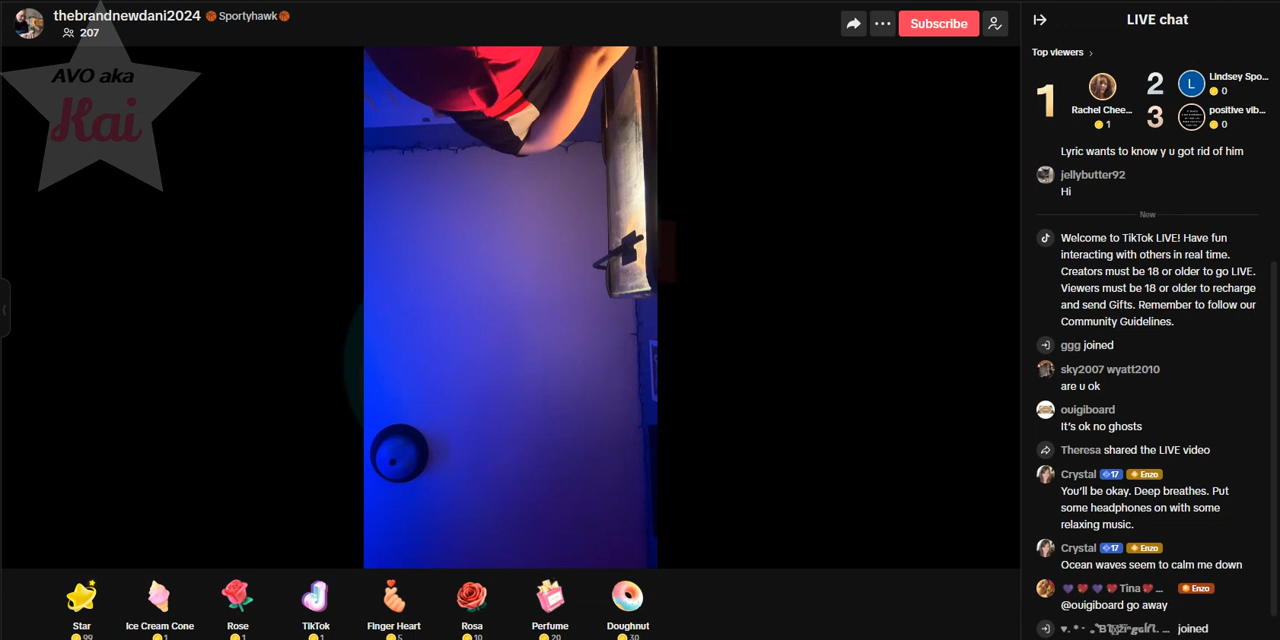 thebrandnewdani2024 🏀 Sportyhawk🏀
207
Subscribe
AVO aka
Kai
LIVE chat
Top viewers
1
Rachel Chee...
1
2
L
Lindsey Spo...
0
3
positive vib...
0
Lyric wants to know y u got rid of him
jellybutter92
Hi
New
Welcome to TikTok LIVE! Have fun
interacting with others in real time.
Creators must be 18 or older to go LIVE.
Viewers must be 18 or older to recharge
and send Gifts. Remember to follow our
Community Guidelines.
ggg joined
sky2007 wyatt2010
are u ok
ouigiboard
It's ok no ghosts
Theresa shared the LIVE video
Crystal 17 Enzo
You'll be okay. Deep breathes. Put
some headphones on with some
relaxing music.
Crystal 17 Enzo
Ocean waves seem to calm me down
💜❤️💜❤️Tina❤️... Enzo
@ouigiboard go away
joined
Star
99
Ice Cream Cone
1
Rose
1
TikTok
1
Finger Heart
5
Rosa
10
Perfume
20
Doughnut
30